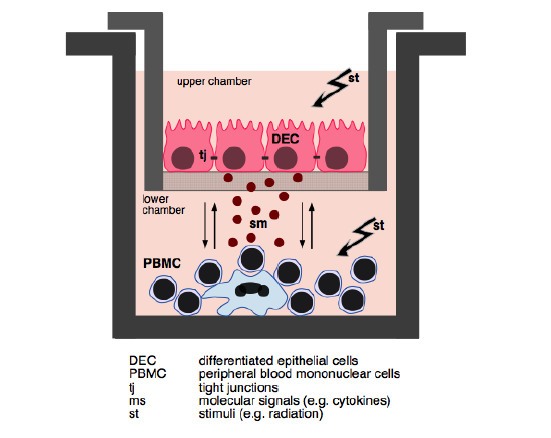 upper chamber
st
DEC
tj
lower
chamber
sm
st
PBMC
DEC differentiated epithelial cells
PBMC peripheral blood mononuclear cells
tj tight junctions
ms molecular signals (e.g. cytokines)
st stimuli (e.g. radiation)